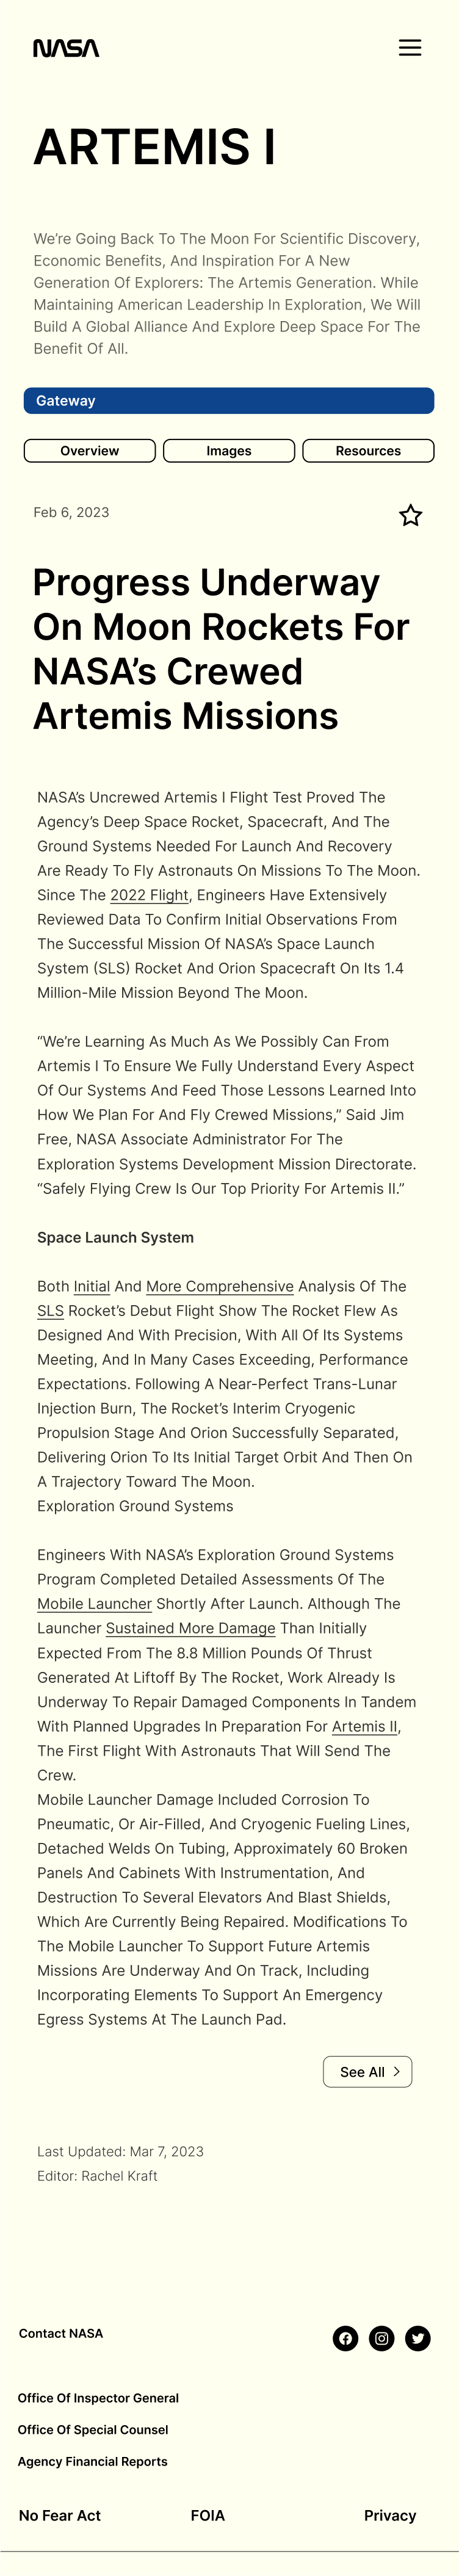 NASA
ARTEMIS I
We're Going Back To The Moon For Scientific Discovery,
Economic Benefits, And Inspiration For A New
Generation Of Explorers: The Artemis Generation. While
Maintaining American Leadership In Exploration, We Will
Build A Global Alliance And Explore Deep Space For The
Benefit Of All.
Gateway
Overview Images Resources
Feb 6, 2023
Progress Underway
On Moon Rockets For
NASA's Crewed
Artemis Missions
NASA's Uncrewed Artemis I Flight Test Proved The
Agency's Deep Space Rocket, Spacecraft, And The
Ground Systems Needed For Launch And Recovery
Are Ready To Fly Astronauts On Missions To The Moon.
Since The 2022 Flight, Engineers Have Extensively
Reviewed Data To Confirm Initial Observations From
The Successful Mission Of NASA's Space Launch
System (SLS) Rocket And Orion Spacecraft On Its 1.4
Million-Mile Mission Beyond The Moon.
“We're Learning As Much As We Possibly Can From
Artemis I To Ensure We Fully Understand Every Aspect
Of Our Systems And Feed Those Lessons Learned Into
How We Plan For And Fly Crewed Missions,” Said Jim
Free, NASA Associate Administrator For The
Exploration Systems Development Mission Directorate.
“Safely Flying Crew Is Our Top Priority For Artemis II.”
Space Launch System
Both Initial And More Comprehensive Analysis Of The
SLS Rocket's Debut Flight Show The Rocket Flew As
Designed And With Precision, With All Of Its Systems
Meeting, And In Many Cases Exceeding, Performance
Expectations. Following A Near-Perfect Trans-Lunar
Injection Burn, The Rocket's Interim Cryogenic
Propulsion Stage And Orion Successfully Separated,
Delivering Orion To Its Initial Target Orbit And Then On
A Trajectory Toward The Moon.
Exploration Ground Systems
Engineers With NASA's Exploration Ground Systems
Program Completed Detailed Assessments Of The
Mobile Launcher Shortly After Launch. Although The
Launcher Sustained More Damage Than Initially
Expected From The 8.8 Million Pounds Of Thrust
Generated At Liftoff By The Rocket, Work Already Is
Underway To Repair Damaged Components In Tandem
With Planned Upgrades In Preparation For Artemis II,
The First Flight With Astronauts That Will Send The
Crew.
Mobile Launcher Damage Included Corrosion To
Pneumatic, Or Air-Filled, And Cryogenic Fueling Lines,
Detached Welds On Tubing, Approximately 60 Broken
Panels And Cabinets With Instrumentation, And
Destruction To Several Elevators And Blast Shields,
Which Are Currently Being Repaired. Modifications To
The Mobile Launcher To Support Future Artemis
Missions Are Underway And On Track, Including
Incorporating Elements To Support An Emergency
Egress Systems At The Launch Pad.
See All
Last Updated: Mar 7, 2023
Editor: Rachel Kraft
Contact NASA
Office Of Inspector General
Office Of Special Counsel
Agency Financial Reports
No Fear Act FOIA Privacy